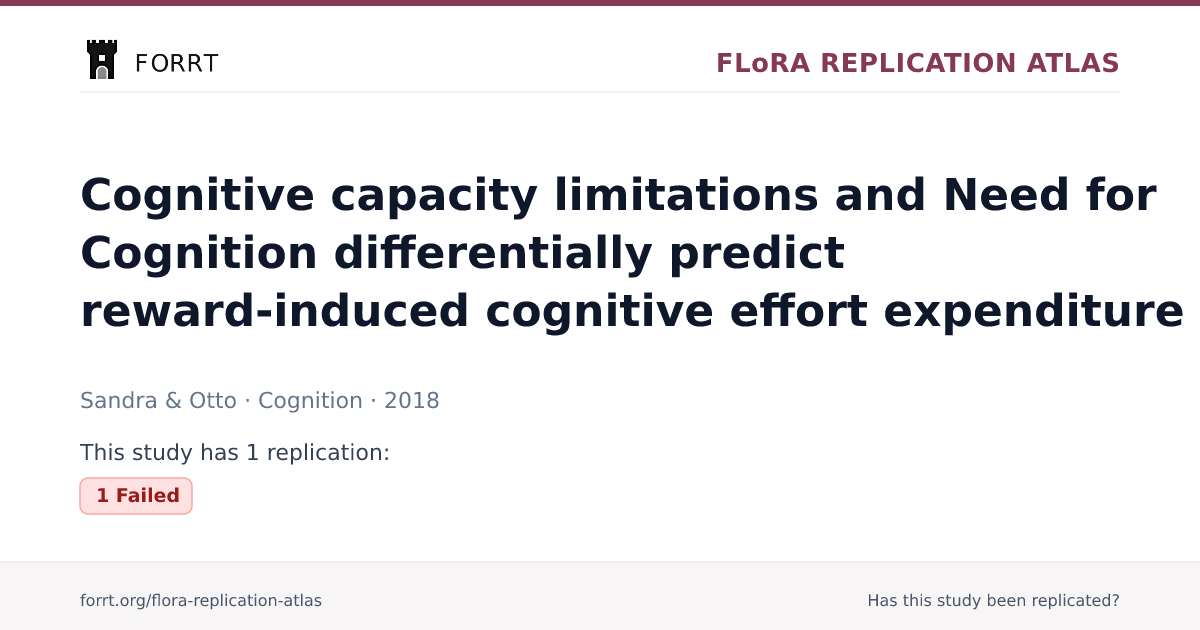 FORRT
FLoRA REPLICATION ATLAS
Cognitive capacity limitations and Need for
Cognition differentially predict
reward-induced cognitive effort expenditure
Sandra & Otto · Cognition · 2018
This study has 1 replication:
1 Failed
forrt.org/flora-replication-atlas
Has this study been replicated?